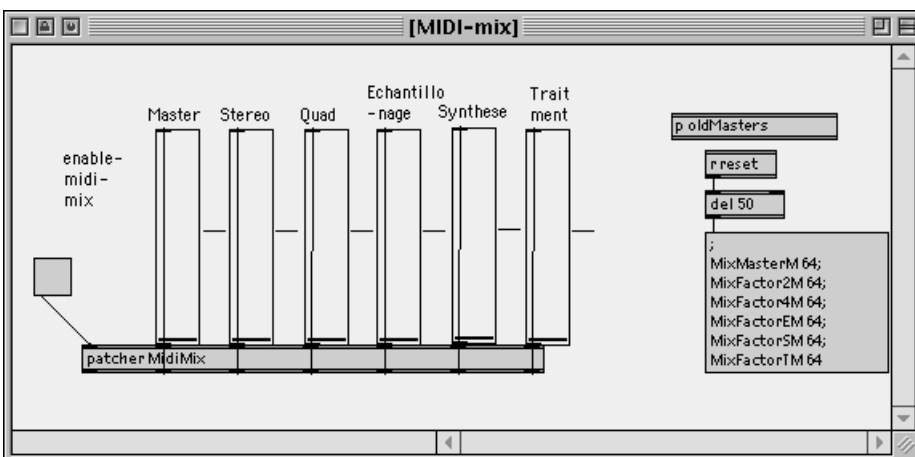 [MIDI-mix]
Echantillo
-nage
Trait
ment
Master
Stereo
Quad
Synthese
enable-
midi-
mix
patcher MidiMix
p oldMasters
r reset
del 50
;
MixMasterM 64;
MixFactor2M 64;
MixFactor4M 64;
MixFactorEM 64;
MixFactorSM 64;
MixFactorTM 64